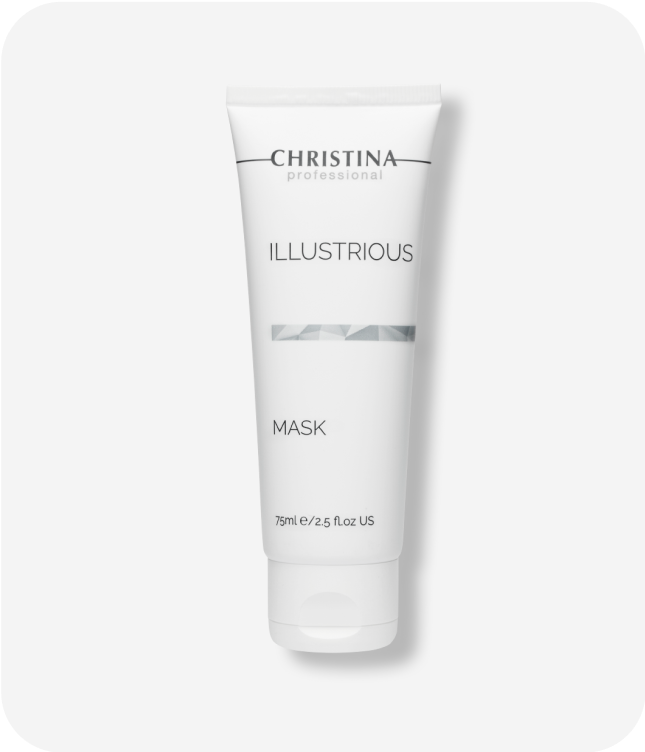 CHRISTINA
professional
ILLUSTRIOUS
MASK
75ml ℮/2.5 fl.oz US